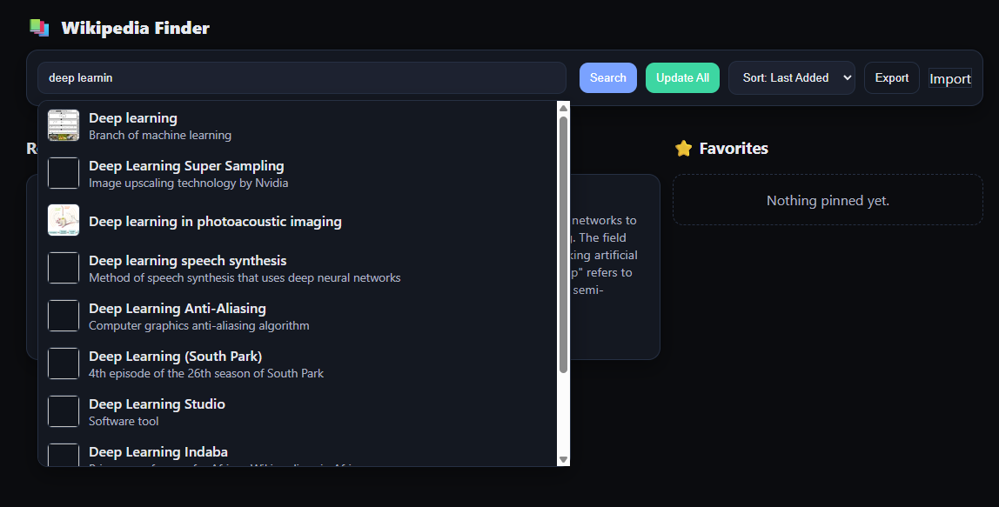 Wikipedia Finder
deep learnin
Search
Update All
Sort: Last Added
Export
Import
Deep learning
Branch of machine learning
Deep Learning Super Sampling
Image upscaling technology by Nvidia
Deep learning in photoacoustic imaging
Deep learning speech synthesis
Method of speech synthesis that uses deep neural networks
Deep Learning Anti-Aliasing
Computer graphics anti-aliasing algorithm
Deep Learning (South Park)
4th episode of the 26th season of South Park
Deep Learning Studio
Software tool
Deep Learning Indaba
networks to
. The field
king artificial
p" refers to
semi-
Favorites
Nothing pinned yet.